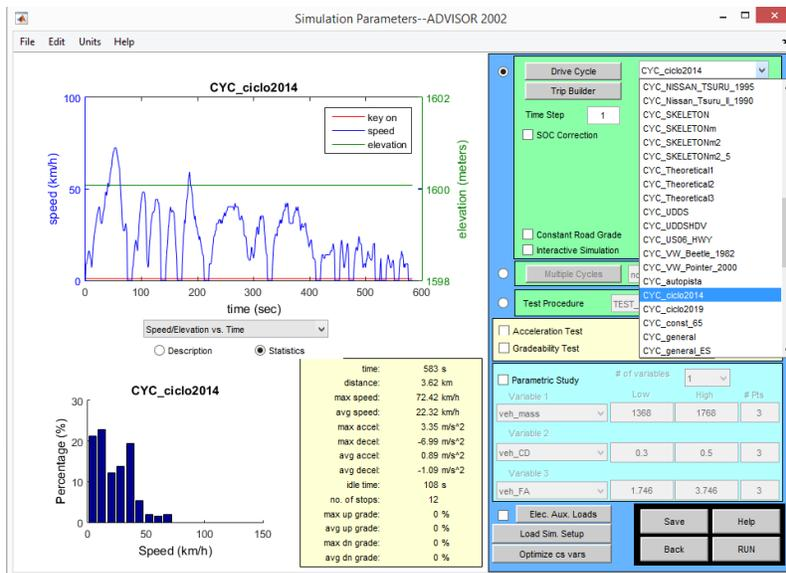 Simulation Parameters--ADVISOR 2002
File Edit Units Help
CYC_ciclo2014
100
50
0
speed (km/h)
key on
speed
elevation
1602
1600
1598
elevation (meters)
0 100 200 300 400 500 600
time (sec)
Speed/Elevation vs. Time
Description Statistics
CYC_ciclo2014
30
20
10
0
Percentage (%)
0 50 100 150
Speed (km/h)
time: 583 s
distance: 3.62 km
max speed: 72.42 km/h
avg speed: 22.32 km/h
max accel: 3.35 m/s^2
max decel: -6.99 m/s^2
avg accel: 0.89 m/s^2
avg decel: -1.09 m/s^2
idle time: 108 s
no. of stops: 12
max up grade: 0 %
avg up grade: 0 %
max dn grade: 0 %
avg dn grade: 0 %
Drive Cycle CYC_ciclo2014
Trip Builder
Time Step 1
SOC Correction
Constant Road Grade
Interactive Simulation
CYC_NISSAN_TSURU_1995
CYC_Nissan_Tsuru_II_1990
CYC_SKELETON
CYC_SKELETONm
CYC_SKELETONm2
CYC_SKELETONm2_5
CYC_Theoretical1
CYC_Theoretical2
CYC_Theoretical3
CYC_UDDS
CYC_UDDSHDV
CYC_US06_HWY
CYC_VW_Beetle_1982
CYC_VW_Pointer_2000
CYC_autopista
CYC_ciclo2014
CYC_ciclo2019
CYC_const_65
CYC_general
CYC_general_ES
Multiple Cycles
Test Procedure TEST_
Acceleration Test
Gradeability Test
Parametric Study # of variables 1
Variable 1 Low High # Pts
veh_mass 1368 1768 3
Variable 2
veh_CD 0.3 0.5 3
Variable 3
veh_FA 1.746 3.746 3
Elec. Aux. Loads
Load Sim. Setup
Optimize cs vars
Save Help
Back RUN